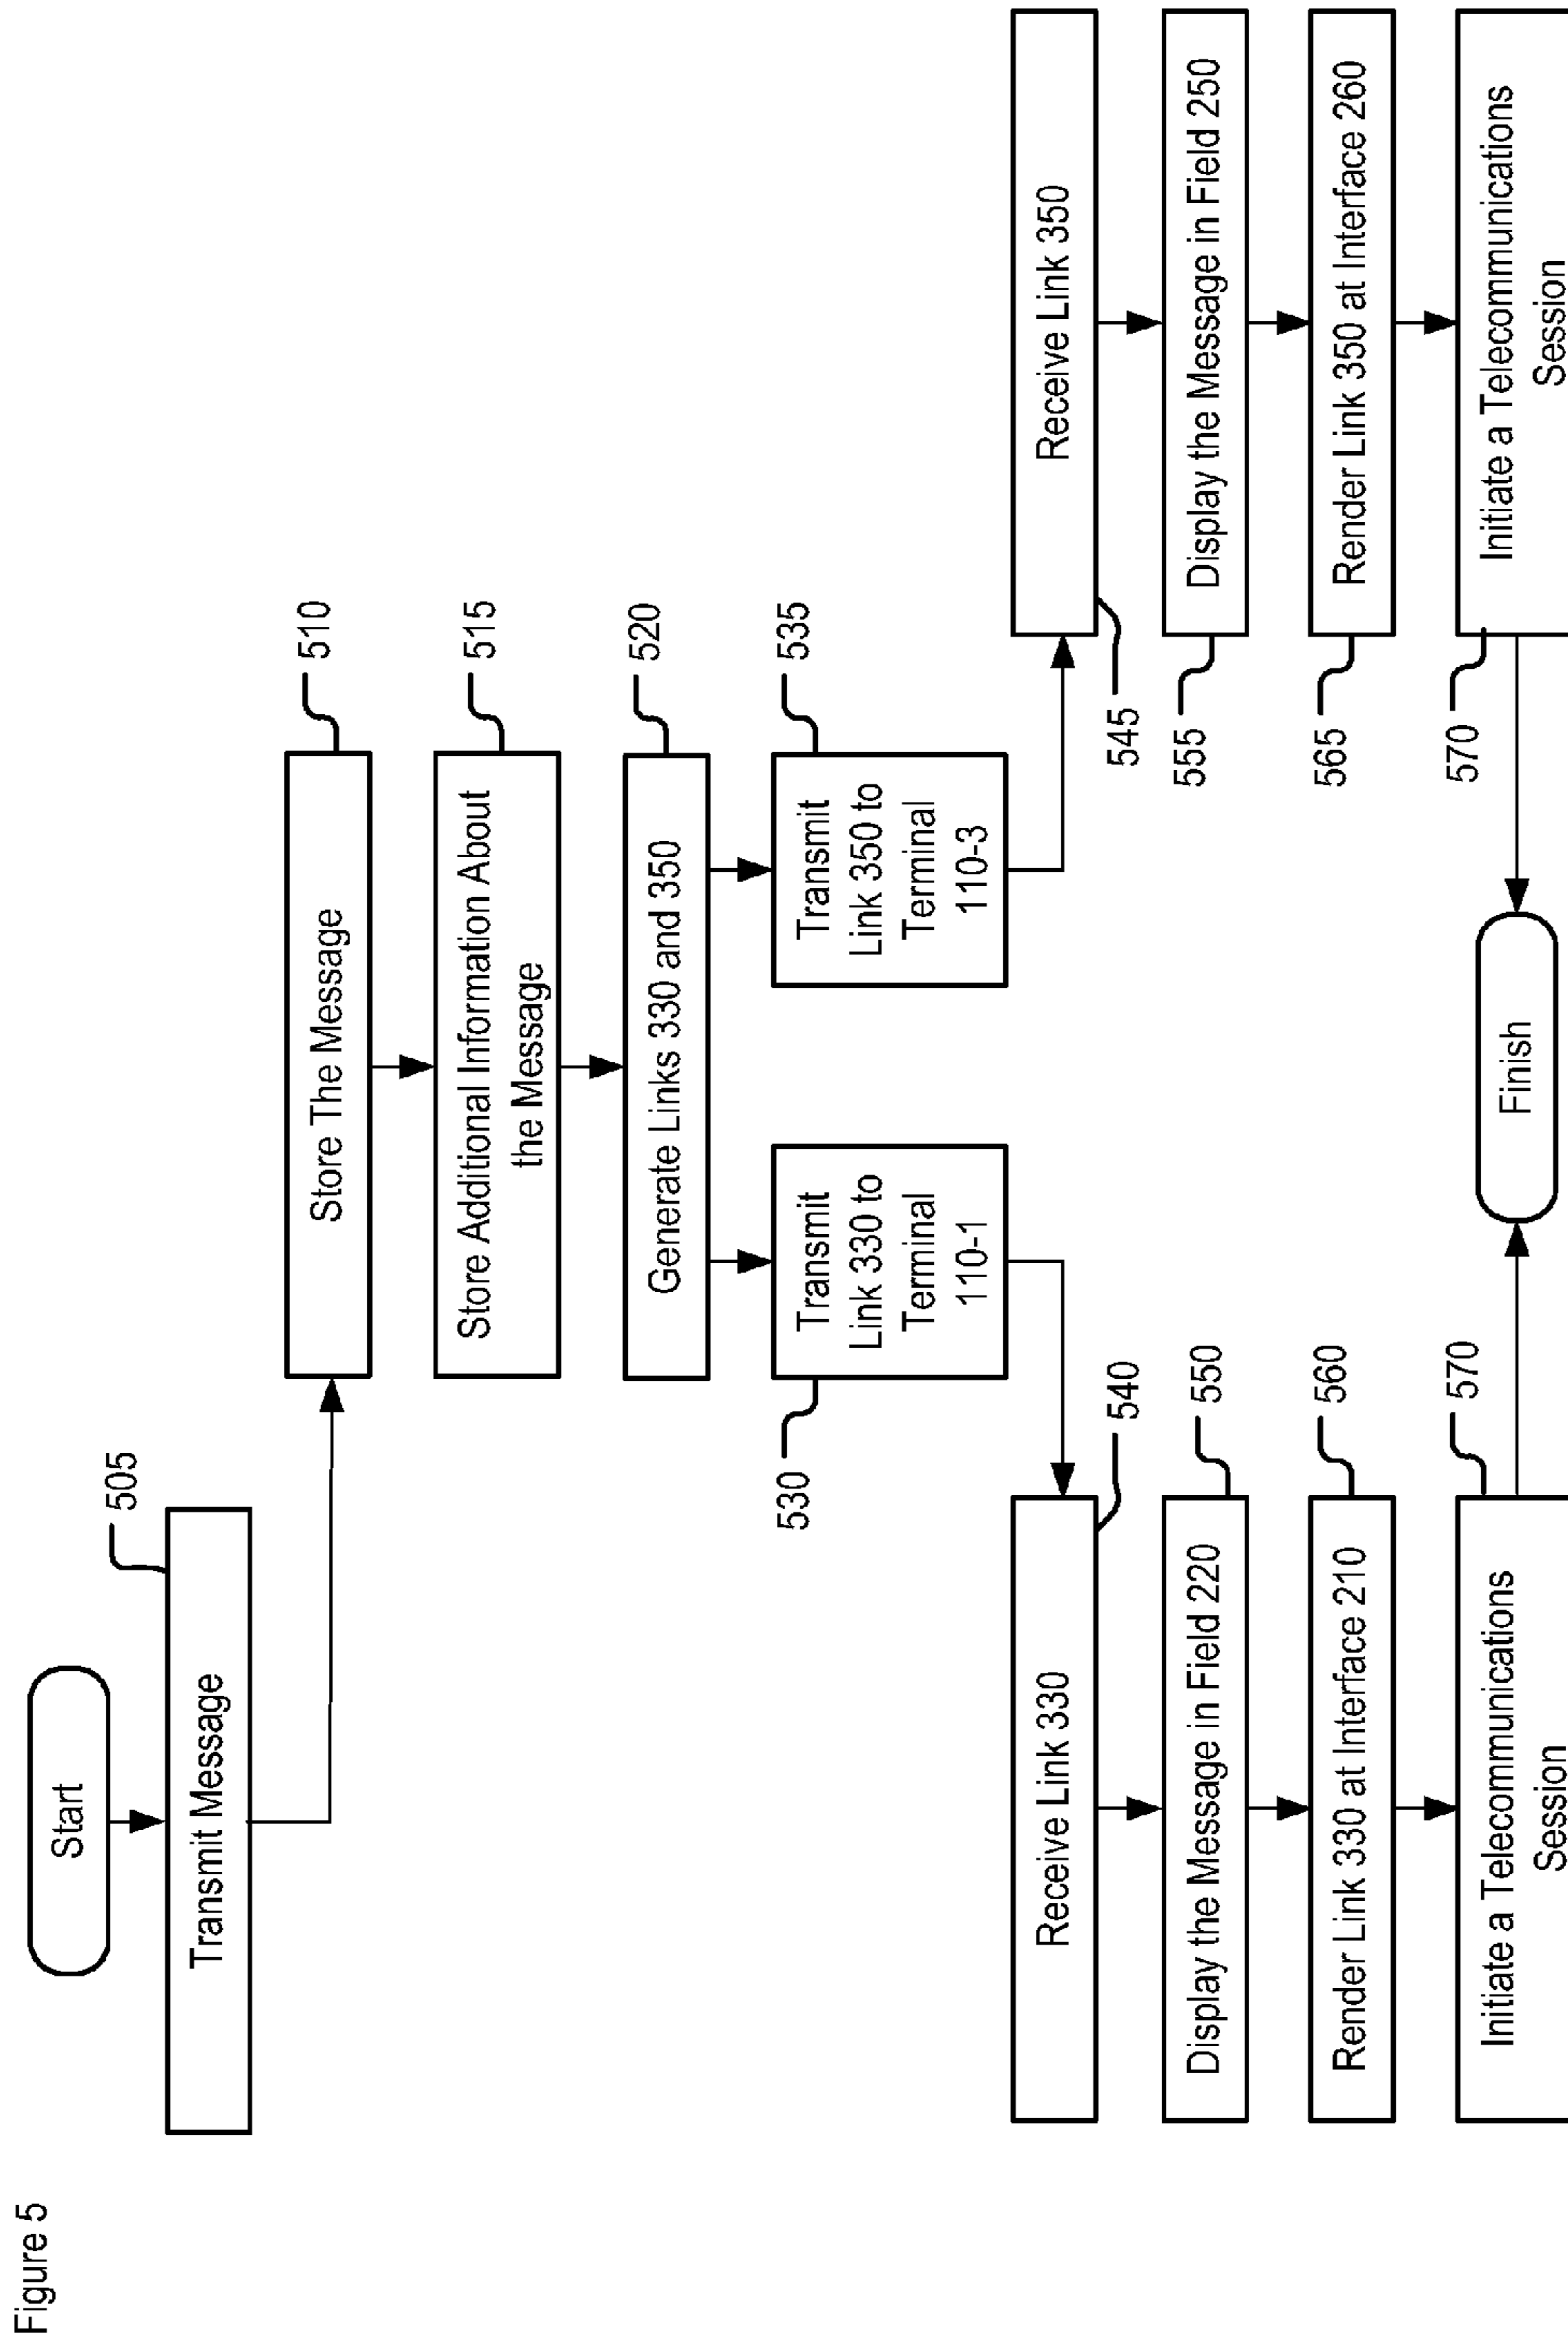 Figure 5
Start
505
Transmit Message
510
Store The Message
515
Store Additional Information About
the Message
520
Generate Links 330 and 350
530
Transmit
Link 330 to
Terminal
110-1
535
Transmit
Link 350 to
Terminal
110-3
540
Receive Link 330
550
Display the Message in Field 220
560
Render Link 330 at Interface 210
570
Initiate a Telecommunications
Session
545
Receive Link 350
555
Display the Message in Field 250
565
Render Link 350 at Interface 260
570
Initiate a Telecommunications
Session
Finish